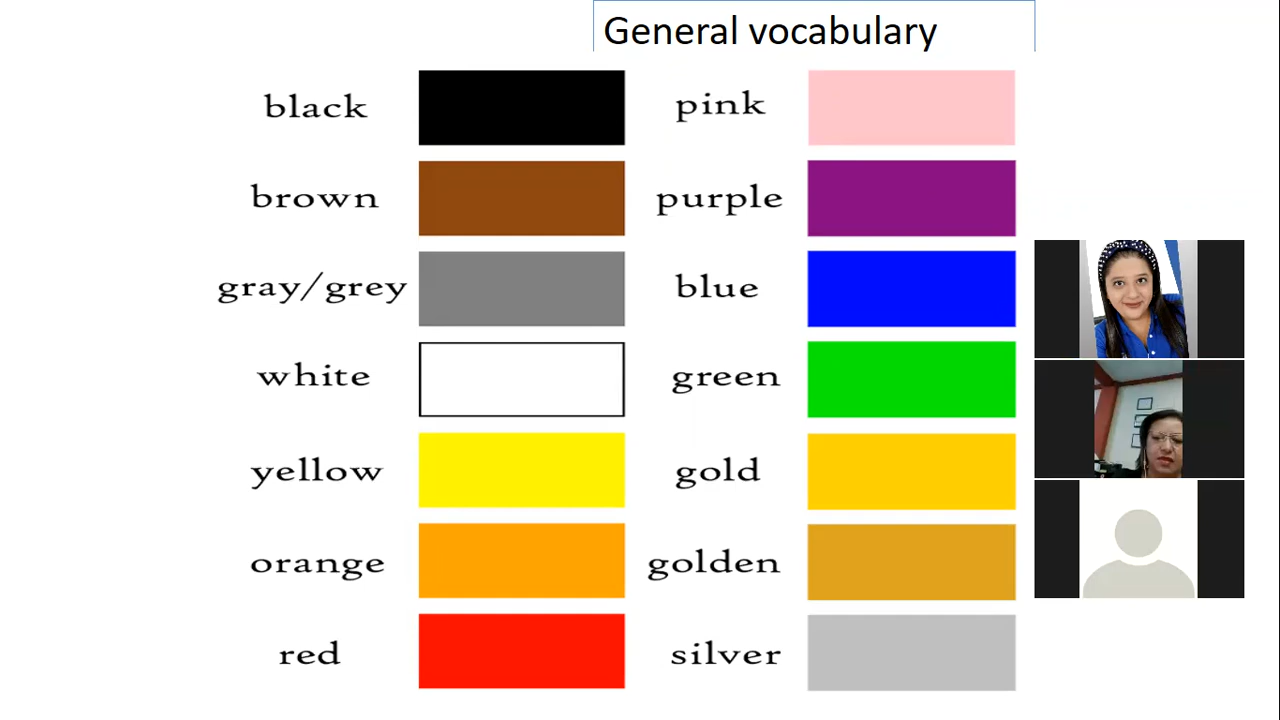 General vocabulary
black
pink
brown
purple
gray/grey
blue
white
green
yellow
gold
orange
golden
red
silver